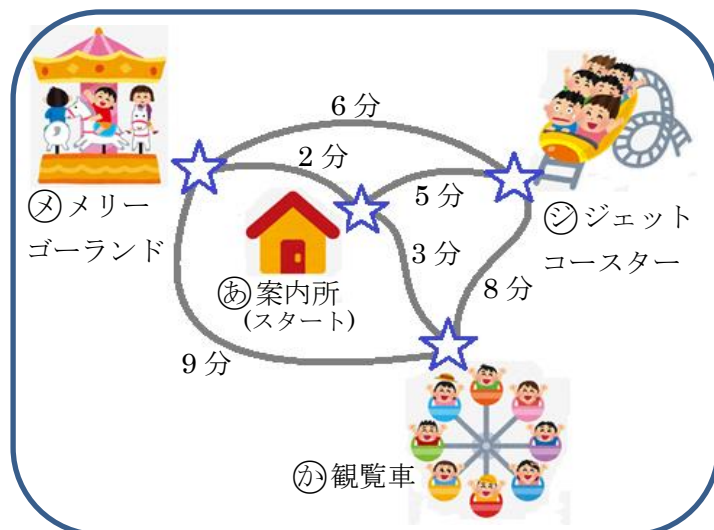 6分
2分
5分
㋱メリー
ゴーランド
㋐案内所
(スタート)
3分
㋛ジェット
コースター
8分
9分
㋕観覧車